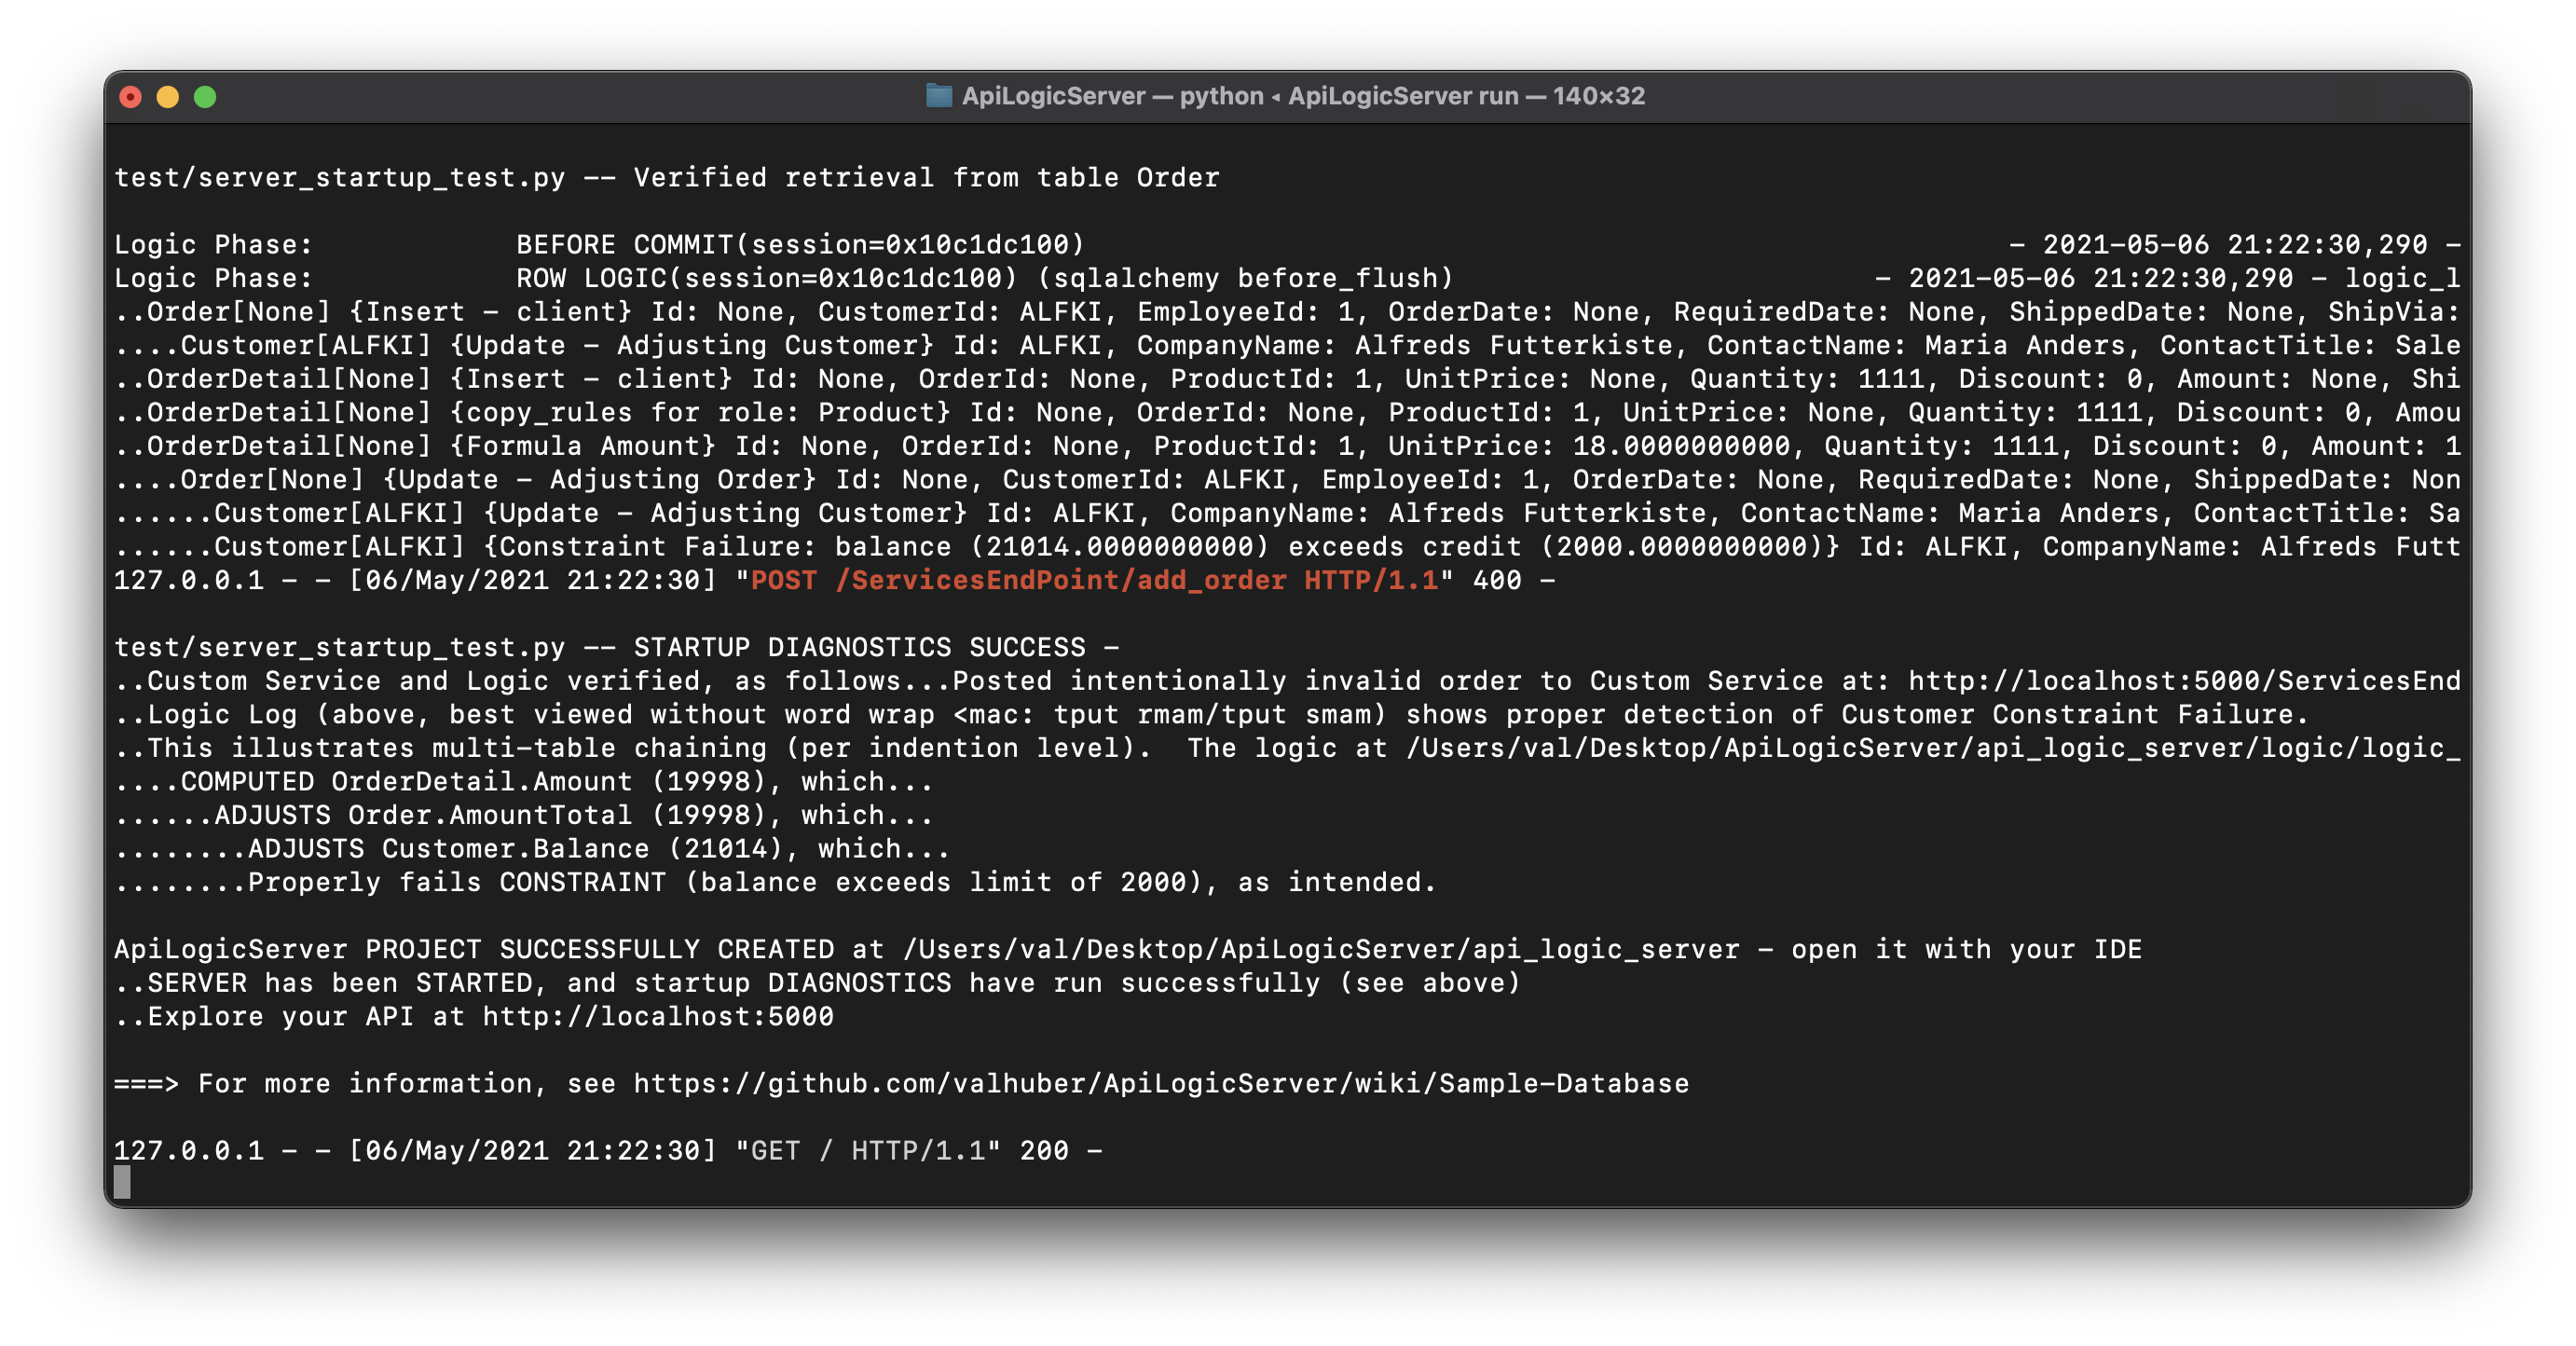 ApiLogicServer — python ◂ ApiLogicServer run — 140×32
test/server_startup_test.py -- Verified retrieval from table Order
Logic Phase:            BEFORE COMMIT(session=0x10c1dc100)                                                       - 2021-05-06 21:22:30,290 -
Logic Phase:            ROW LOGIC(session=0x10c1dc100) (sqlalchemy before_flush)                         - 2021-05-06 21:22:30,290 - logic_l
..Order[None] {Insert - client} Id: None, CustomerId: ALFKI, EmployeeId: 1, OrderDate: None, RequiredDate: None, ShippedDate: None, ShipVia:
....Customer[ALFKI] {Update - Adjusting Customer} Id: ALFKI, CompanyName: Alfreds Futterkiste, ContactName: Maria Anders, ContactTitle: Sale
..OrderDetail[None] {Insert - client} Id: None, OrderId: None, ProductId: 1, UnitPrice: None, Quantity: 1111, Discount: 0, Amount: None, Shi
..OrderDetail[None] {copy_rules for role: Product} Id: None, OrderId: None, ProductId: 1, UnitPrice: None, Quantity: 1111, Discount: 0, Amou
..OrderDetail[None] {Formula Amount} Id: None, OrderId: None, ProductId: 1, UnitPrice: 18.0000000000, Quantity: 1111, Discount: 0, Amount: 1
....Order[None] {Update - Adjusting Order} Id: None, CustomerId: ALFKI, EmployeeId: 1, OrderDate: None, RequiredDate: None, ShippedDate: Non
......Customer[ALFKI] {Update - Adjusting Customer} Id: ALFKI, CompanyName: Alfreds Futterkiste, ContactName: Maria Anders, ContactTitle: Sa
......Customer[ALFKI] {Constraint Failure: balance (21014.0000000000) exceeds credit (2000.0000000000)} Id: ALFKI, CompanyName: Alfreds Futt
127.0.0.1 - - [06/May/2021 21:22:30] "POST /ServicesEndPoint/add_order HTTP/1.1" 400 -
test/server_startup_test.py -- STARTUP DIAGNOSTICS SUCCESS -
..Custom Service and Logic verified, as follows...Posted intentionally invalid order to Custom Service at: http://localhost:5000/ServicesEnd
..Logic Log (above, best viewed without word wrap <mac: tput rmam/tput smam) shows proper detection of Customer Constraint Failure.
..This illustrates multi-table chaining (per indention level).  The logic at /Users/val/Desktop/ApiLogicServer/api_logic_server/logic/logic_
....COMPUTED OrderDetail.Amount (19998), which...
......ADJUSTS Order.AmountTotal (19998), which...
........ADJUSTS Customer.Balance (21014), which...
........Properly fails CONSTRAINT (balance exceeds limit of 2000), as intended.
ApiLogicServer PROJECT SUCCESSFULLY CREATED at /Users/val/Desktop/ApiLogicServer/api_logic_server - open it with your IDE
..SERVER has been STARTED, and startup DIAGNOSTICS have run successfully (see above)
..Explore your API at http://localhost:5000
===> For more information, see https://github.com/valhuber/ApiLogicServer/wiki/Sample-Database
127.0.0.1 - - [06/May/2021 21:22:30] "GET / HTTP/1.1" 200 -